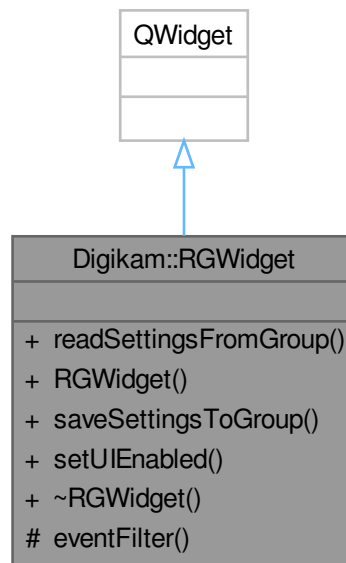 QWidget
Digikam::RGWidget
+ readSettingsFromGroup()
+ RGWidget()
+ saveSettingsToGroup()
+ setUIEnabled()
+ ~RGWidget()
# eventFilter()